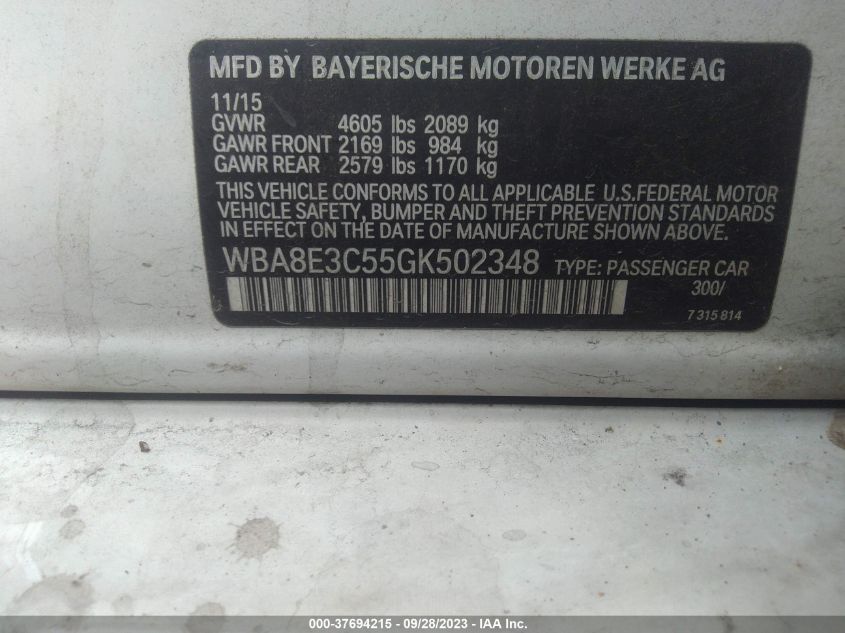 MFD BY BAYERISCHE MOTOREN WERKE AG
11/15
GVWR 4605 lbs 2089 kg
GAWR FRONT 2169 lbs 984 kg
GAWR REAR 2579 lbs 1170 kg
THIS VEHICLE CONFORMS TO ALL APPLICABLE U.S.FEDERAL MOTOR
VEHICLE SAFETY, BUMPER AND THEFT PREVENTION STANDARDS
IN EFFECT ON THE DATE OF MANUFACTURE SHOWN ABOVE.
WBA8E3C55GK502348 TYPE: PASSENGER CAR
300/
7 315 814
000-37694215 - 09/28/2023 - IAA Inc.